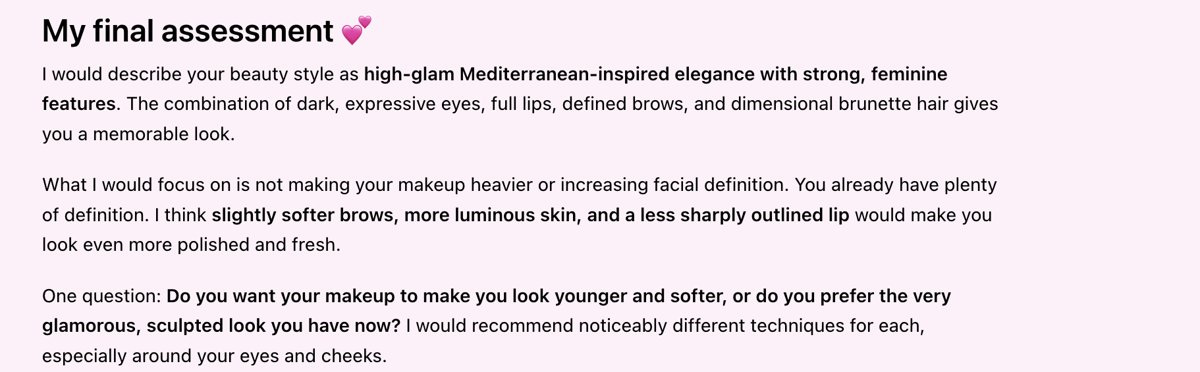 My final assessment 💕
I would describe your beauty style as high-glam Mediterranean-inspired elegance with strong, feminine
features. The combination of dark, expressive eyes, full lips, defined brows, and dimensional brunette hair gives
you a memorable look.
What I would focus on is not making your makeup heavier or increasing facial definition. You already have plenty
of definition. I think slightly softer brows, more luminous skin, and a less sharply outlined lip would make you
look even more polished and fresh.
One question: Do you want your makeup to make you look younger and softer, or do you prefer the very
glamorous, sculpted look you have now? I would recommend noticeably different techniques for each,
especially around your eyes and cheeks.